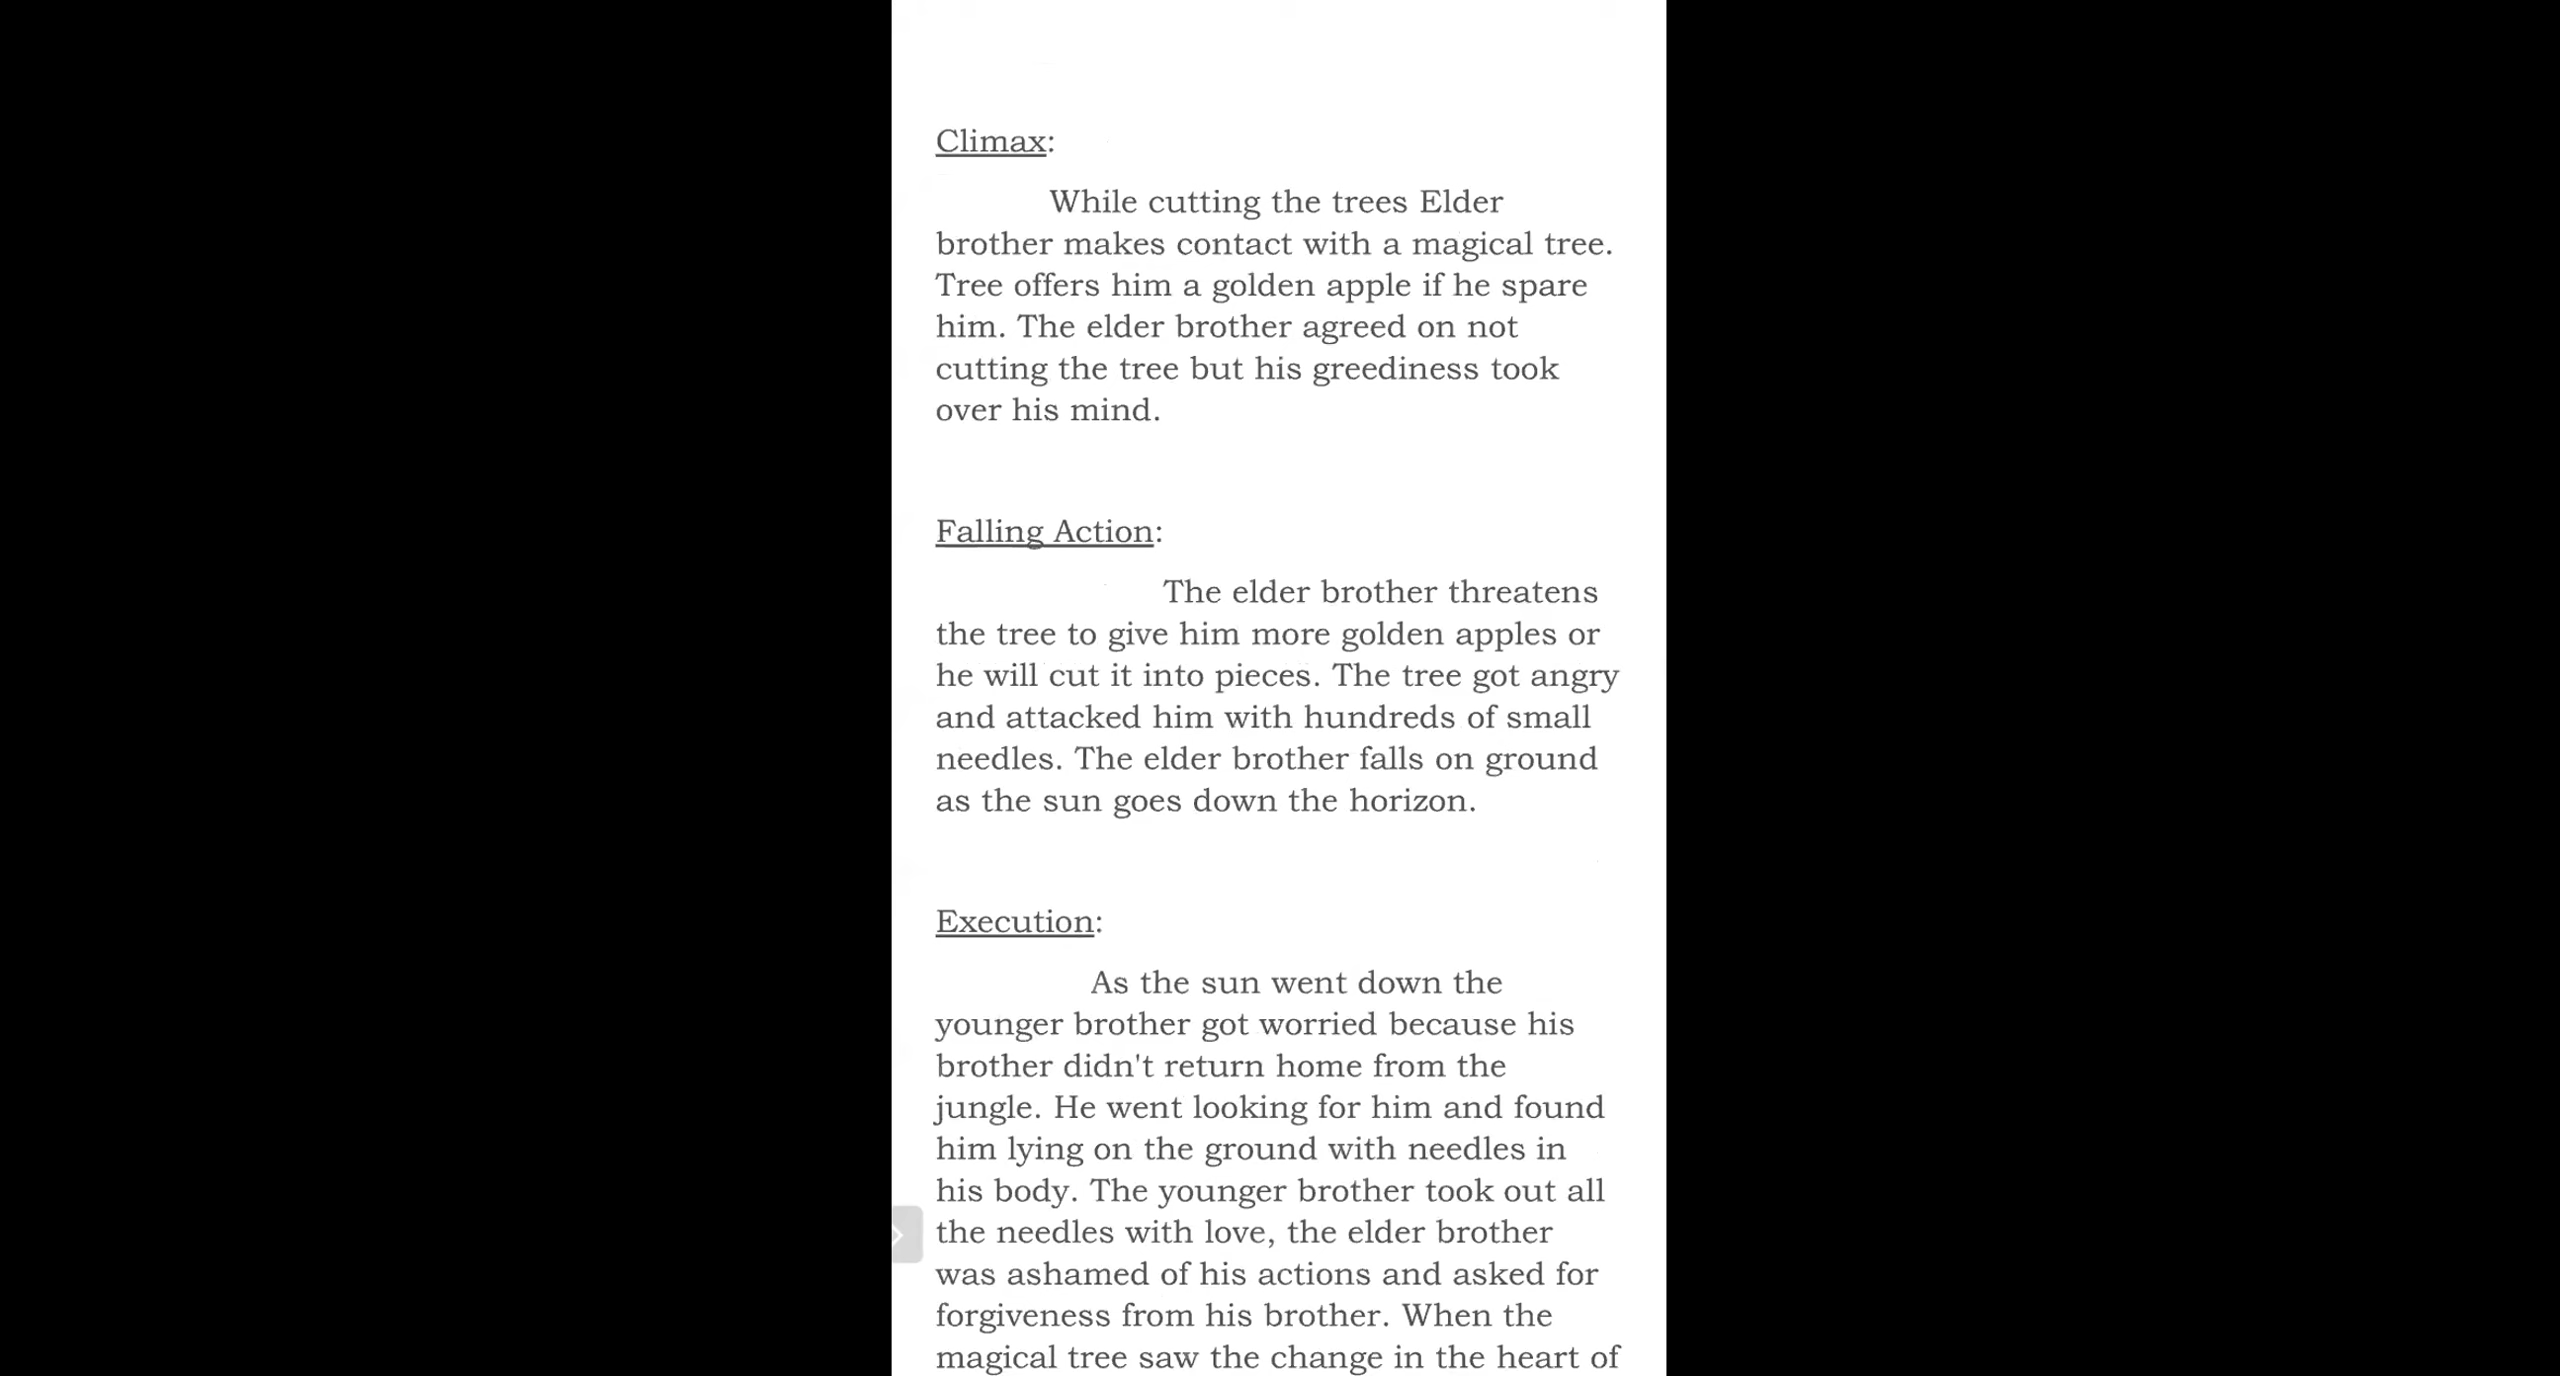 Climax:
While cutting the trees Elder
brother makes contact with a magical tree.
Tree offers him a golden apple if he spare
him. The elder brother agreed on not
cutting the tree but his greediness took
over his mind.
Falling Action:
The elder brother threatens
the tree to give him more golden apples or
he will cut it into pieces. The tree got angry
and attacked him with hundreds of small
needles. The elder brother falls on ground
as the sun goes down the horizon.
Execution:
As the sun went down the
younger brother got worried because his
brother didn't return home from the
jungle. He went looking for him and found
him lying on the ground with needles in
his body. The younger brother took out all
the needles with love, the elder brother
was ashamed of his actions and asked for
forgiveness from his brother. When the
magical tree saw the change in the heart of